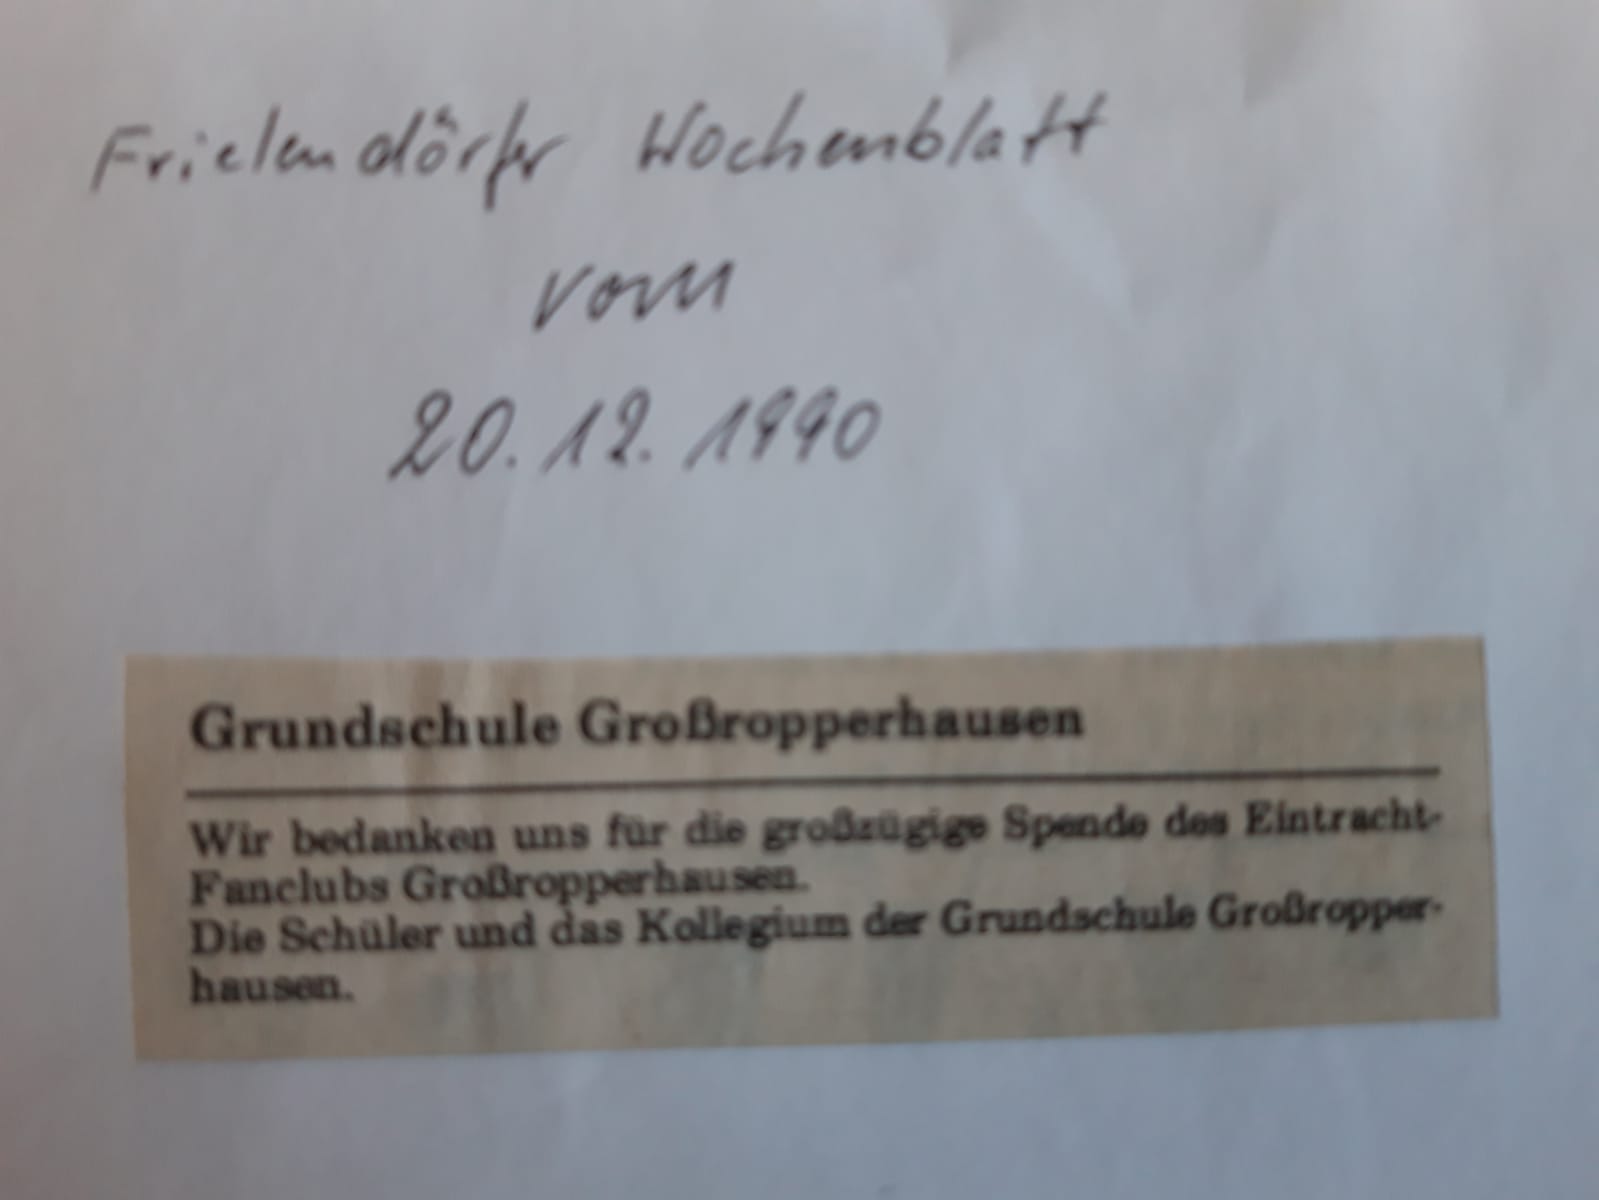 Frielendörfer Wochenblatt
vom
20.12.1990
Grundschule Großropperhausen
Wir bedanken uns für die großzügige Spende des Eintracht-
Fanclubs Großropperhausen.
Die Schüler und das Kollegium der Grundschule Großropper-
hausen.